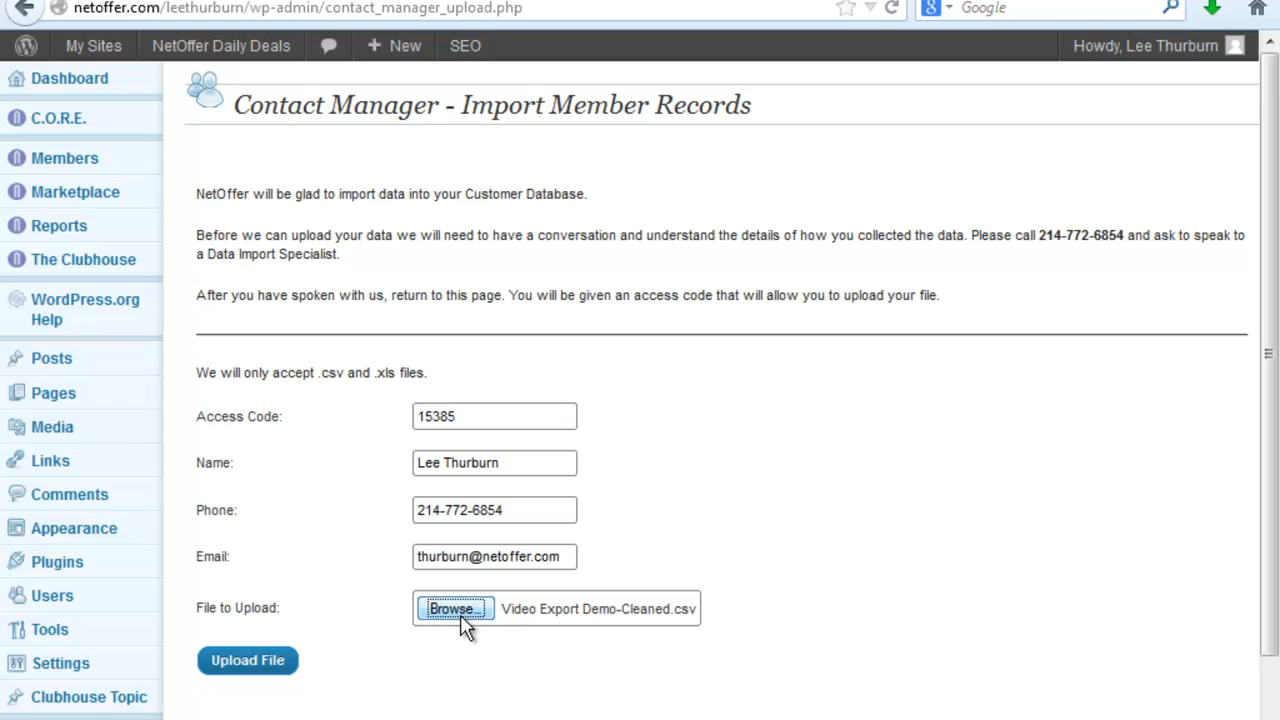 netoffer.com/leethurburn/wp-admin/contact_manager_upload.php
Google
My Sites
NetOffer Daily Deals
New
SEO
Howdy, Lee Thurburn
Dashboard
C.O.R.E.
Members
Marketplace
Reports
The Clubhouse
WordPress.org
Help
Posts
Pages
Media
Links
Comments
Appearance
Plugins
Users
Tools
Settings
Clubhouse Topic
Contact Manager - Import Member Records
NetOffer will be glad to import data into your Customer Database.
Before we can upload your data we will need to have a conversation and understand the details of how you collected the data. Please call 214-772-6854 and ask to speak to
a Data Import Specialist.
After you have spoken with us, return to this page. You will be given an access code that will allow you to upload your file.
We will only accept .csv and .xls files.
Access Code: 15385
Name: Lee Thurburn
Phone: 214-772-6854
Email: thurburn@netoffer.com
File to Upload: Browse... Video Export Demo-Cleaned.csv
Upload File